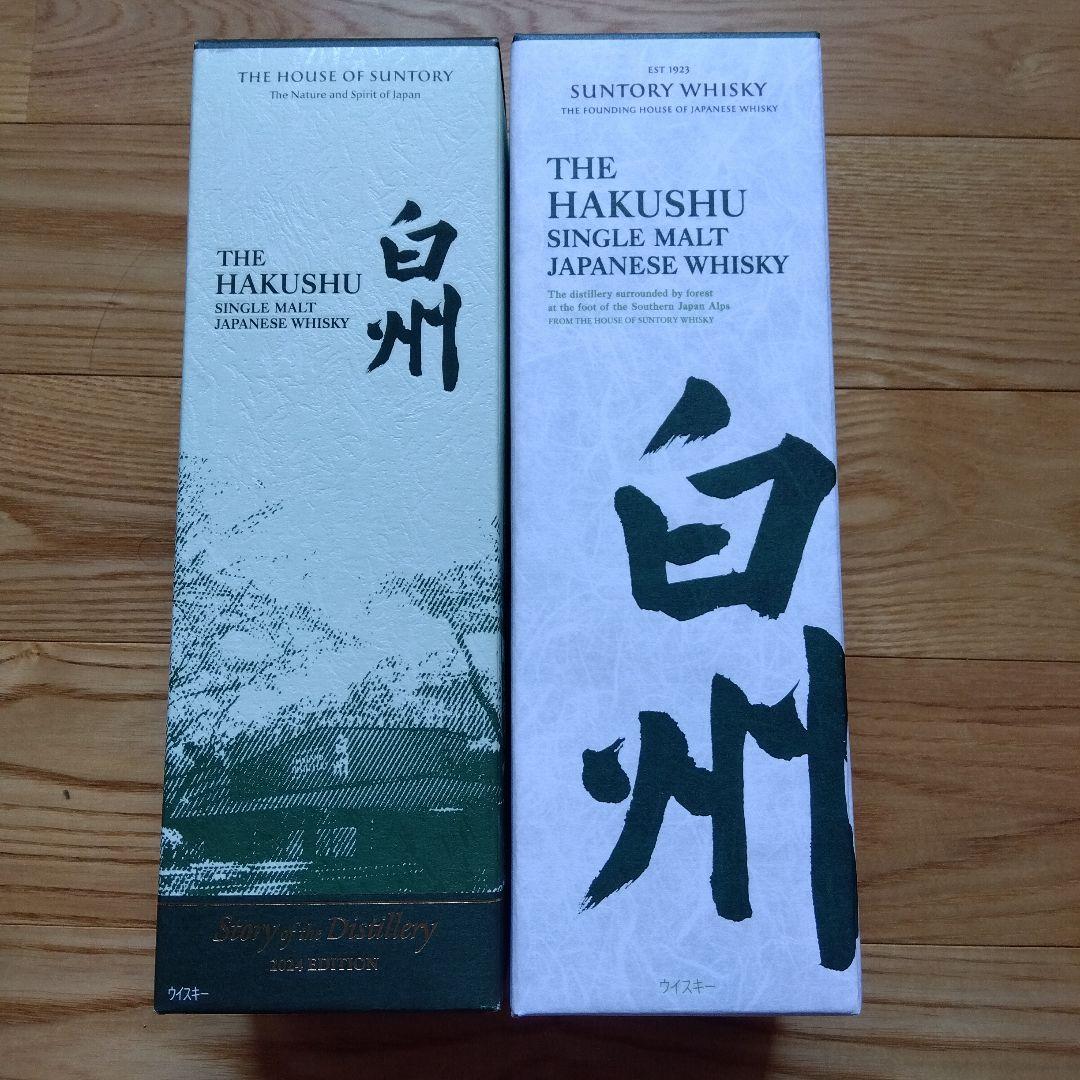 THE HOUSE OF SUNTORY
The Nature and Spirit of Japan
THE
HAKUSHU
SINGLE MALT
JAPANESE WHISKY
白州
Story of the Distillery
2024 EDITION
ウイスキー
EST 1923
SUNTORY WHISKY
THE FOUNDING HOUSE OF JAPANESE WHISKY
THE
HAKUSHU
SINGLE MALT
JAPANESE WHISKY
The distillery surrounded by forest
at the foot of the Southern Japan Alps
FROM THE HOUSE OF SUNTORY WHISKY
白州
ウイスキー